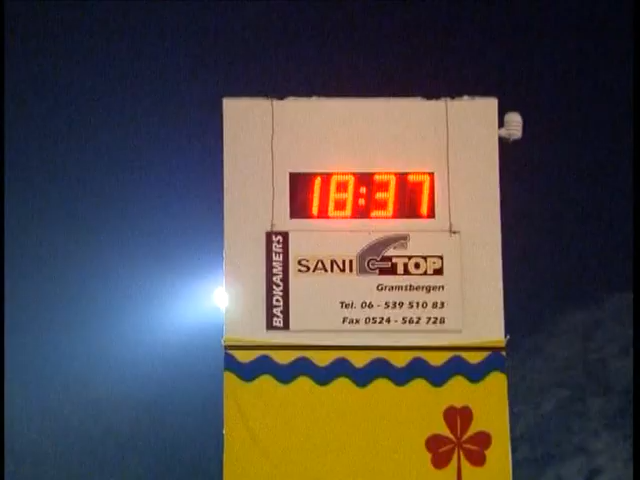 18:37
BADKAMERS
SANI-TOP
Gramsbergen
Tel. 06 - 539 510 83
Fax 0524 - 562 728